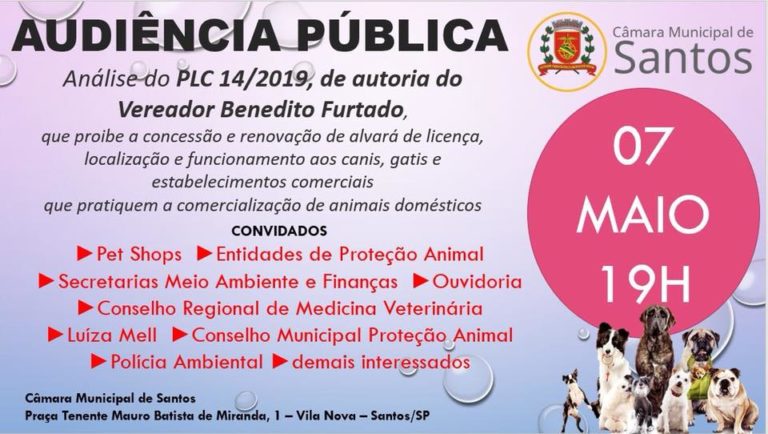 AUDIÊNCIA PÚBLICA
Análise do PLC 14/2019, de autoria do
Vereador Benedito Furtado,
que proibe a concessão e renovação de alvará de licença,
localização e funcionamento aos canis, gatis e
estabelecimentos comerciais
que pratiquem a comercialização de animais domésticos
CONVIDADOS
►Pet Shops ►Entidades de Proteção Animal
►Secretarias Meio Ambiente e Finanças ►Ouvidoria
►Conselho Regional de Medicina Veterinária
►Luíza Mell ►Conselho Municipal Proteção Animal
►Polícia Ambiental ►demais interessados
Câmara Municipal de Santos
Praça Tenente Mauro Batista de Miranda, 1 – Vila Nova – Santos/SP
Câmara Municipal de
Santos
07
MAIO
19H